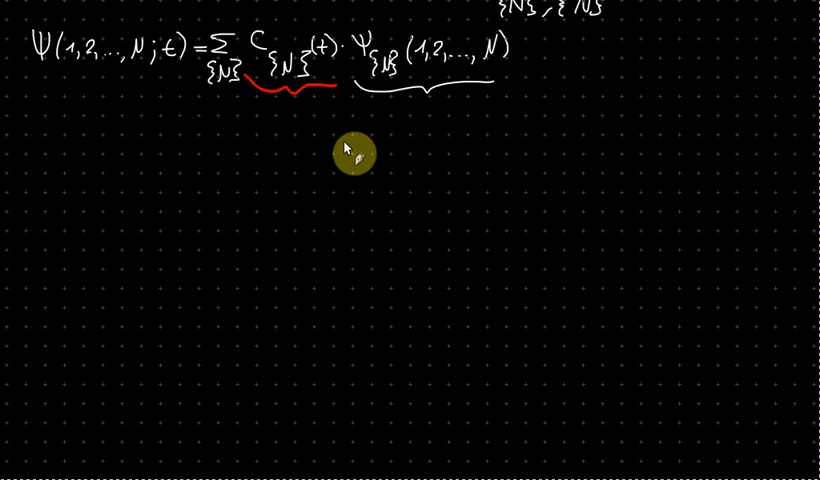 {N}, {N}
Ψ(1,2,...,N;t) = Σ_{N} C_{N}(t) · Ψ_{N}(1,2,...,N)